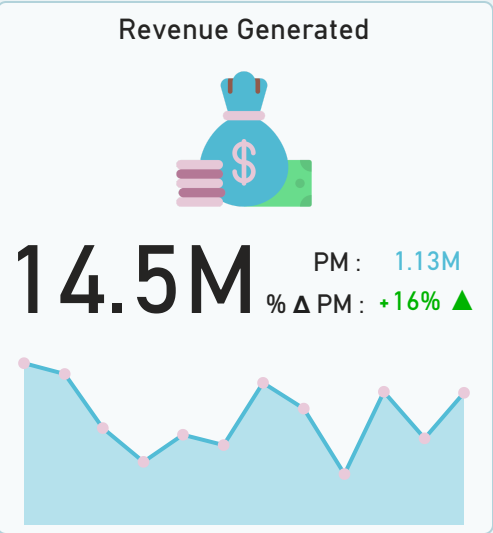 Revenue Generated
$
14.5M
PM : 1.13M
% Δ PM : +16% ▲